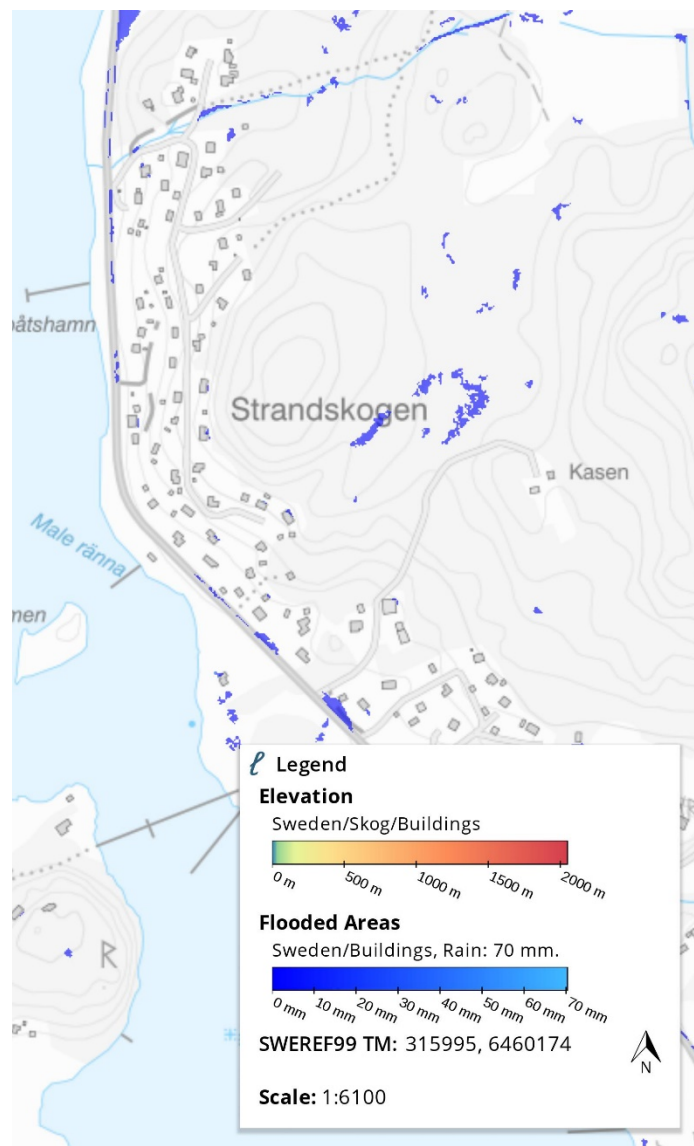 båtshamn
Strandskogen
Kasen
Male ränna
men
R
ℓ Legend
Elevation
Sweden/Skog/Buildings
0 m 500 m 1000 m 1500 m 2000 m
Flooded Areas
Sweden/Buildings, Rain: 70 mm.
0 mm 10 mm 20 mm 30 mm 40 mm 50 mm 60 mm 70 mm
SWEREF99 TM: 315995, 6460174
N
Scale: 1:6100